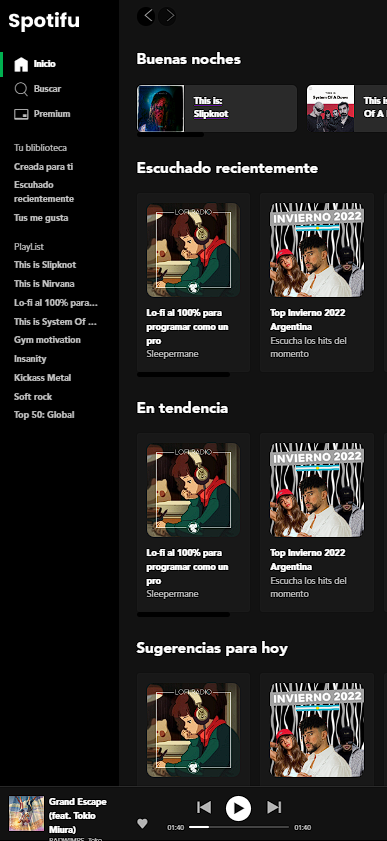 Spotifu
Inicio
Buscar
Premium
Tu bliblioteca
Creada para ti
Escuhado
recientemente
Tus me gusta
PlayList
This is Slipknot
This is Nirvana
Lo-fi al 100% para...
This is System Of ...
Gym motivation
Insanity
Kickass Metal
Soft rock
Top 50: Global
Buenas noches
This is:
Slipknot
This is
System Of A Down
This is
Of A
Escuchado recientemente
LOFI RADIO
Lo-fi al 100% para
programar como un
pro
Sleepermane
INVIERNO 2022
Top Invierno 2022
Argentina
Escucha los hits del
momento
En tendencia
LOFI RADIO
Lo-fi al 100% para
programar como un
pro
Sleepermane
INVIERNO 2022
Top Invierno 2022
Argentina
Escucha los hits del
momento
Sugerencias para hoy
LOFI RADIO
INVIERNO 2022
Grand Escape
(feat. Tokio
Miura)
RADWIMPS, Toko
01:40
01:40